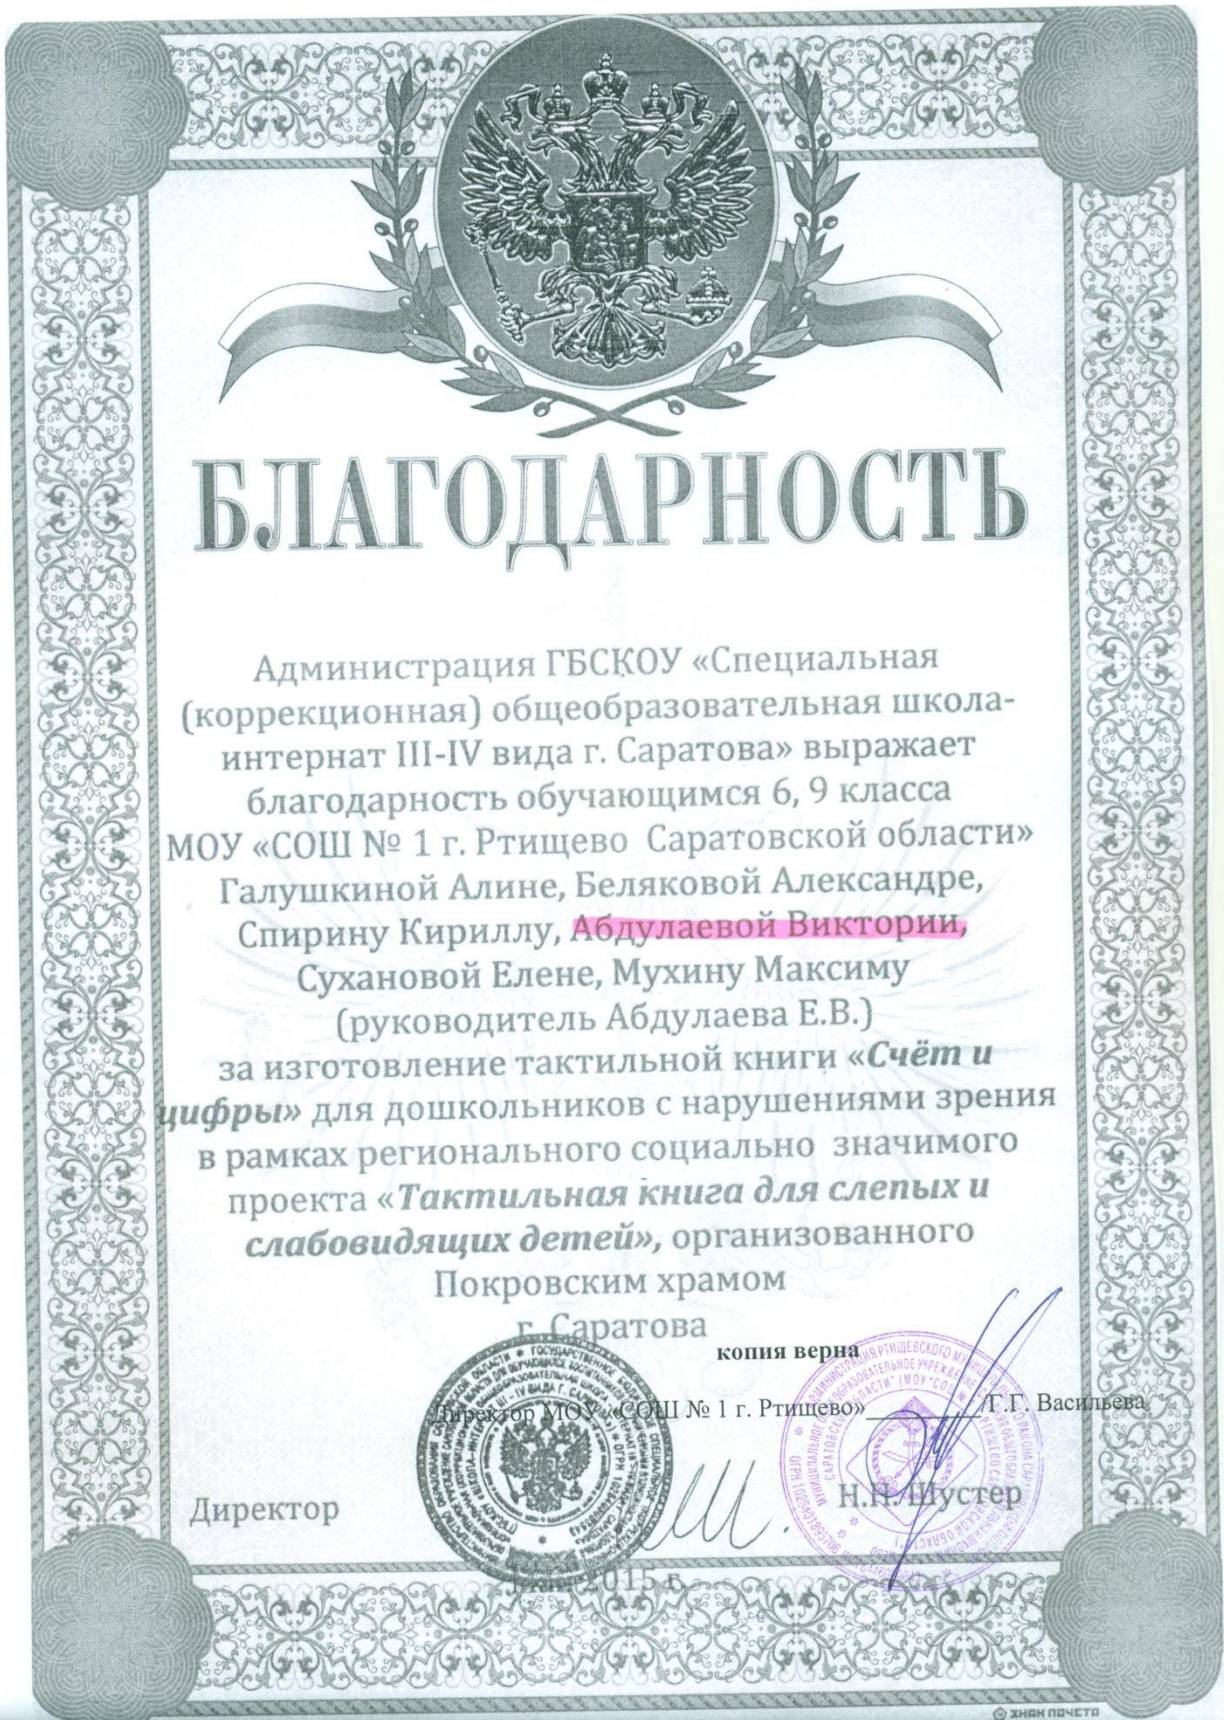 БЛАГОДАРНОСТЬ
Администрация ГБСКОУ «Специальная
(коррекционная) общеобразовательная школа-
интернат III-IV вида г. Саратова» выражает
благодарность обучающимся 6, 9 класса
МОУ «СОШ № 1 г. Ртищево Саратовской области»
Галушкиной Алине, Беляковой Александре,
Спирину Кириллу, Абдулаевой Виктории,
Сухановой Елене, Мухину Максиму
(руководитель Абдулаева Е.В.)
за изготовление тактильной книги «Счёт и
цифры» для дошкольников с нарушениями зрения
в рамках регионального социально значимого
проекта «Тактильная книга для слепых и
слабовидящих детей», организованного
Покровским храмом
г. Саратова
копия верна
Директор МОУ «СОШ № 1 г. Ртищево» /Г.Г. Васильева
Директор Н.П. Шустер
2015 г.
ЗНАК ПОЧЕТА